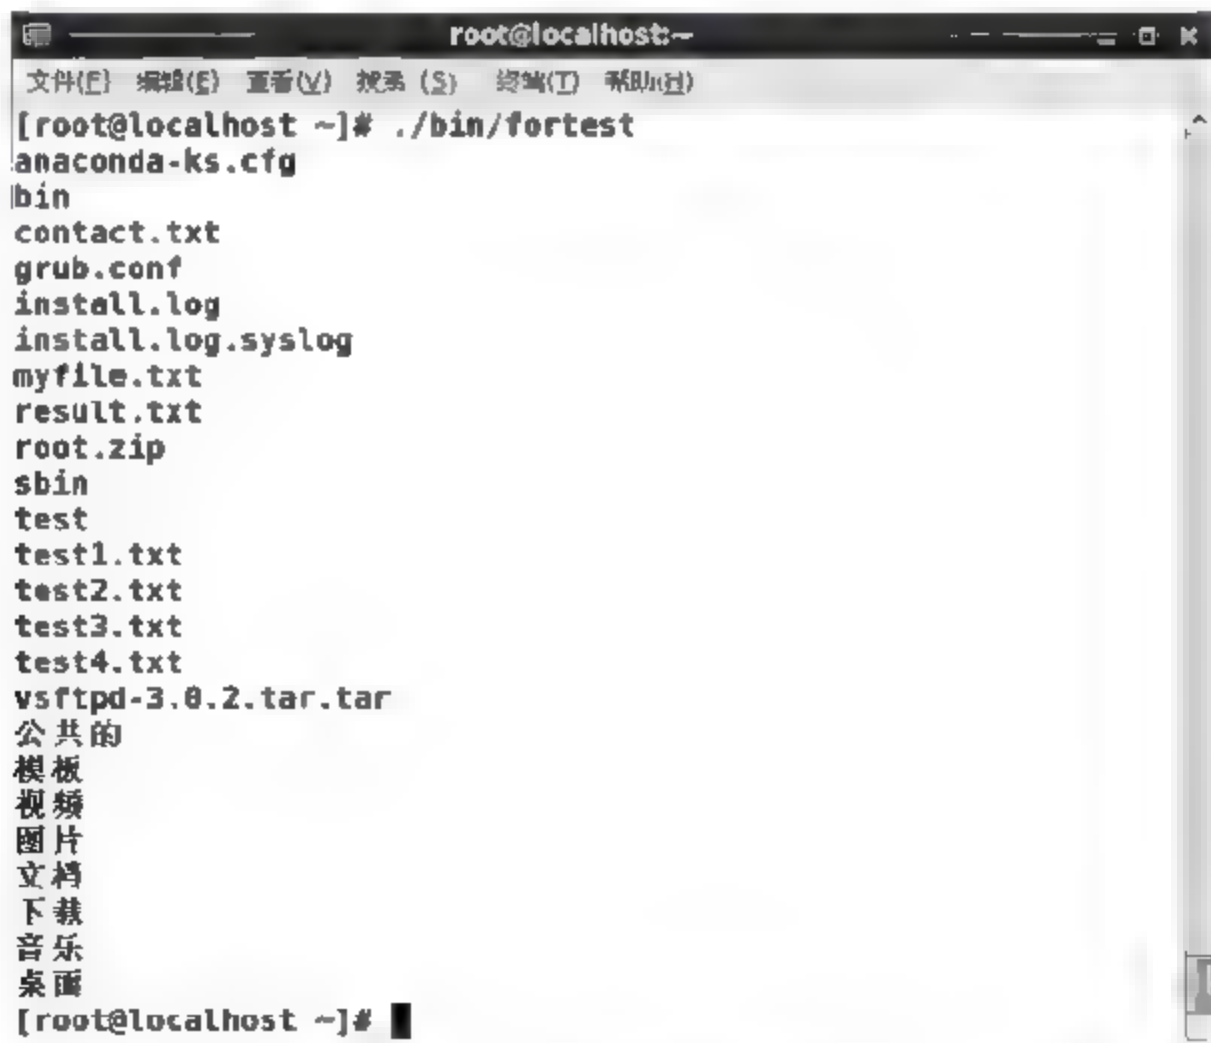 root@localhost:~
文件(F) 编辑(E) 查看(V) 搜索 (S) 终端(T) 帮助(H)
[root@localhost ~]# ./bin/fortest
anaconda-ks.cfg
bin
contact.txt
grub.conf
install.log
install.log.syslog
myfile.txt
result.txt
root.zip
sbin
test
test1.txt
test2.txt
test3.txt
test4.txt
vsftpd-3.0.2.tar.tar
公共的
模板
视频
图片
文档
下载
音乐
桌面
[root@localhost ~]#